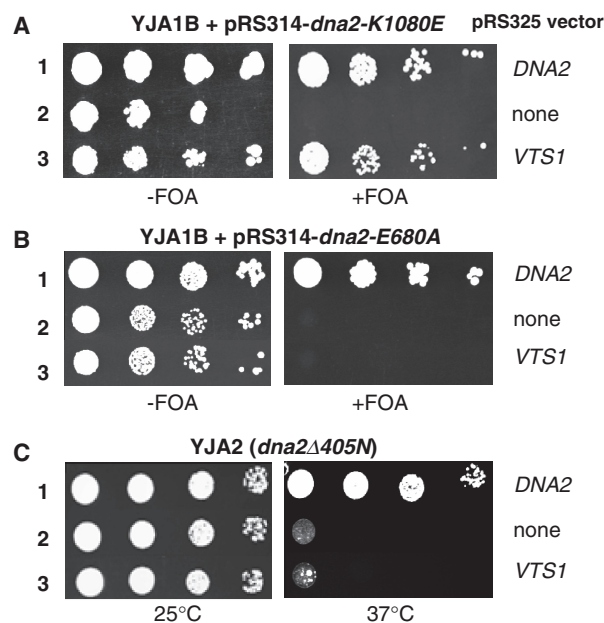 A YJA1B + pRS314-dna2-K1080E pRS325 vector
1 DNA2
2 none
3 VTS1
-FOA +FOA
B YJA1B + pRS314-dna2-E680A
1 DNA2
2 none
3 VTS1
-FOA +FOA
C YJA2 (dna2Δ405N)
1 DNA2
2 none
3 VTS1
25°C 37°C